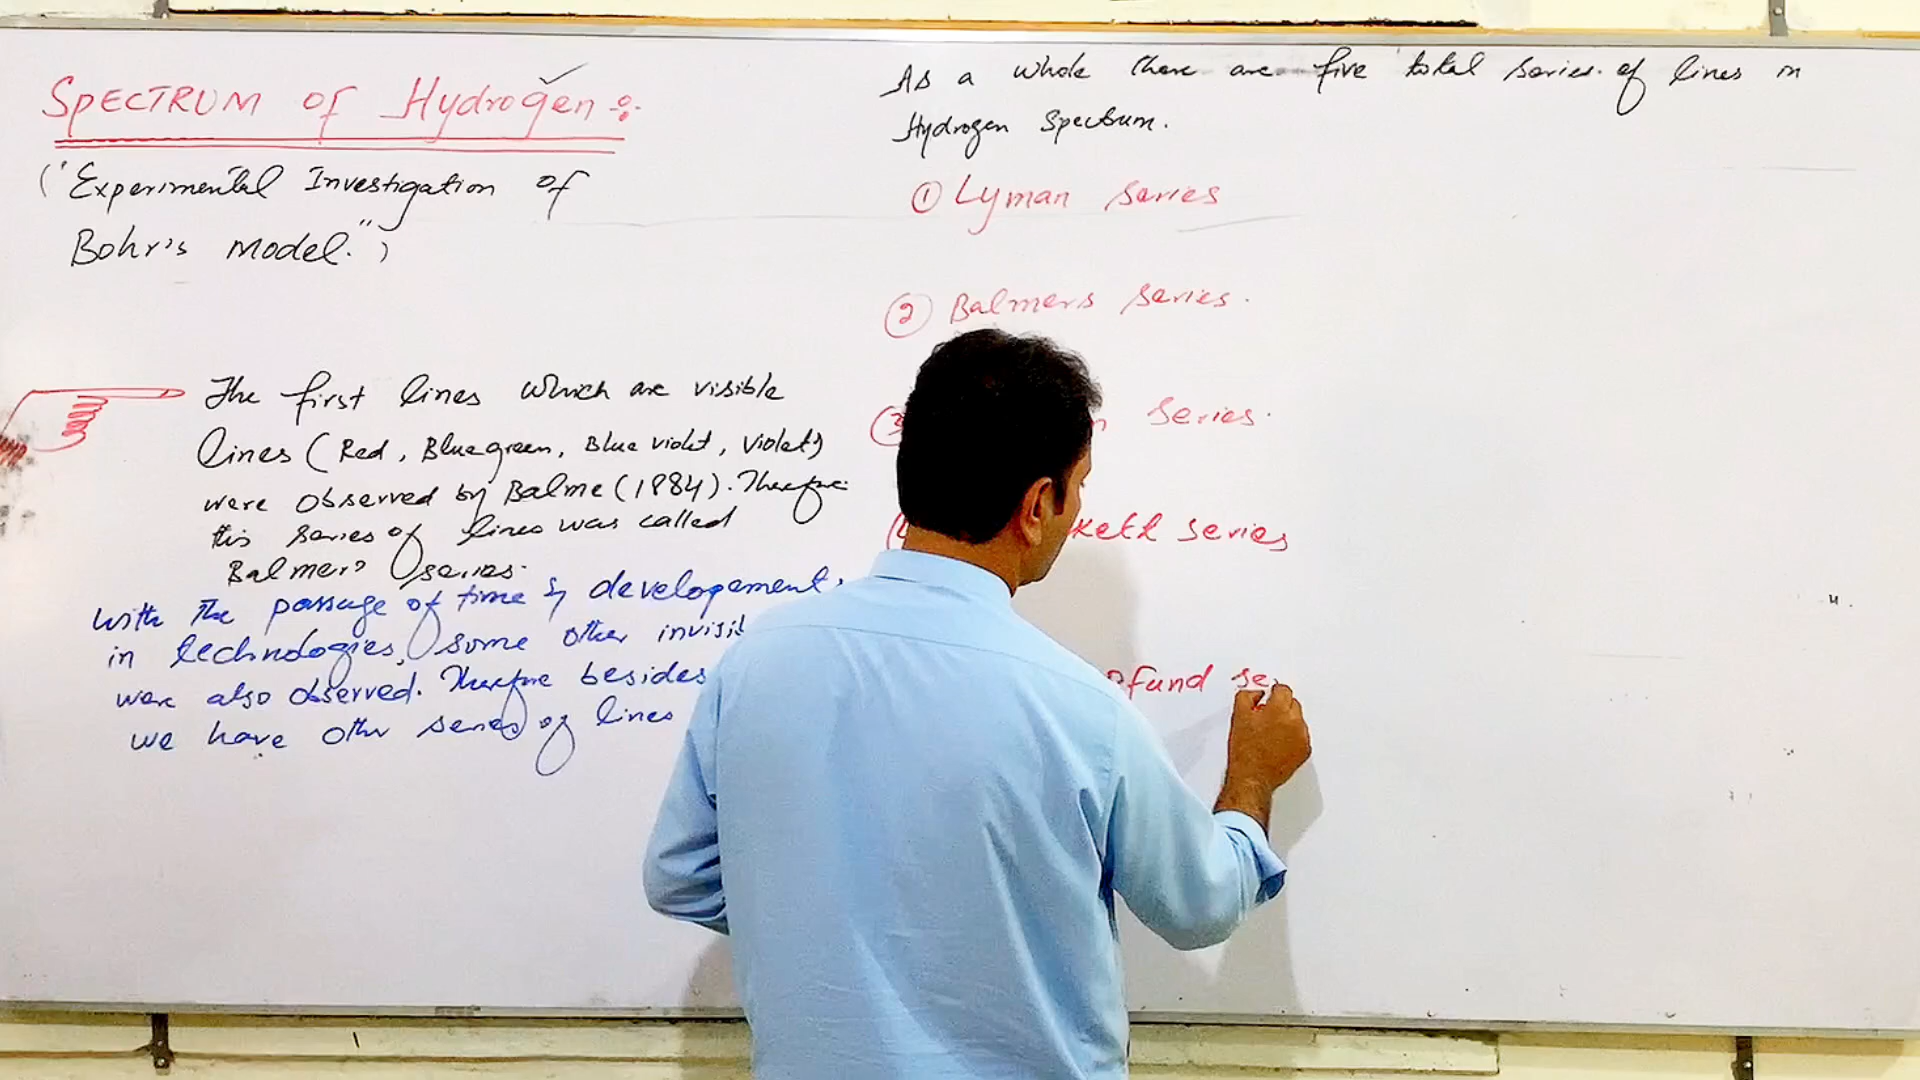 SPECTRUM of Hydrogen :
("Experimental Investigation of
Bohr's model.")
The first lines which are visible
lines (Red, Bluegreen, Blue violet, violet)
were observed by Balme (1884). Therefore
this series of lines was called
Balmer's series.
with the passage of time & developement
in technologies, some other invisi
were also observed. Therefore besides
we have other series of lines
As a whole there are five total series of lines in
Hydrogen Spectrum.
① Lyman series
② Balmers series.
③ n series.
kett series
fund se